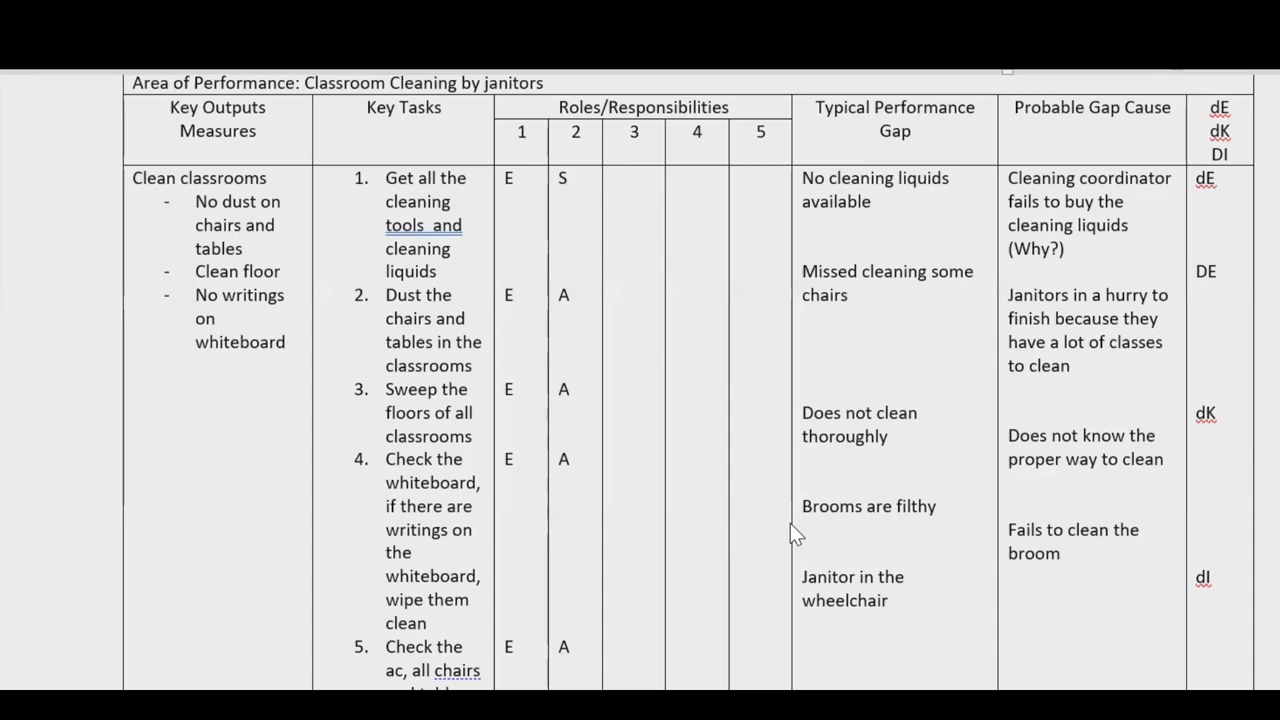 Area of Performance: Classroom Cleaning by janitors
Key Outputs
Measures
Key Tasks
Roles/Responsibilities
1 2 3 4 5
Typical Performance
Gap
Probable Gap Cause
dE
dK
DI
Clean classrooms
- No dust on
chairs and
tables
- Clean floor
- No writings
on
whiteboard
1. Get all the
cleaning
tools and
cleaning
liquids
2. Dust the
chairs and
tables in the
classrooms
3. Sweep the
floors of all
classrooms
4. Check the
whiteboard,
if there are
writings on
the
whiteboard,
wipe them
clean
5. Check the
ac, all chairs
E
E
E
E
E
S
A
A
A
A
No cleaning liquids
available
Missed cleaning some
chairs
Does not clean
thoroughly
Brooms are filthy
Janitor in the
wheelchair
Cleaning coordinator
fails to buy the
cleaning liquids
(Why?)
Janitors in a hurry to
finish because they
have a lot of classes
to clean
Does not know the
proper way to clean
Fails to clean the
broom
dE
DE
dK
dI